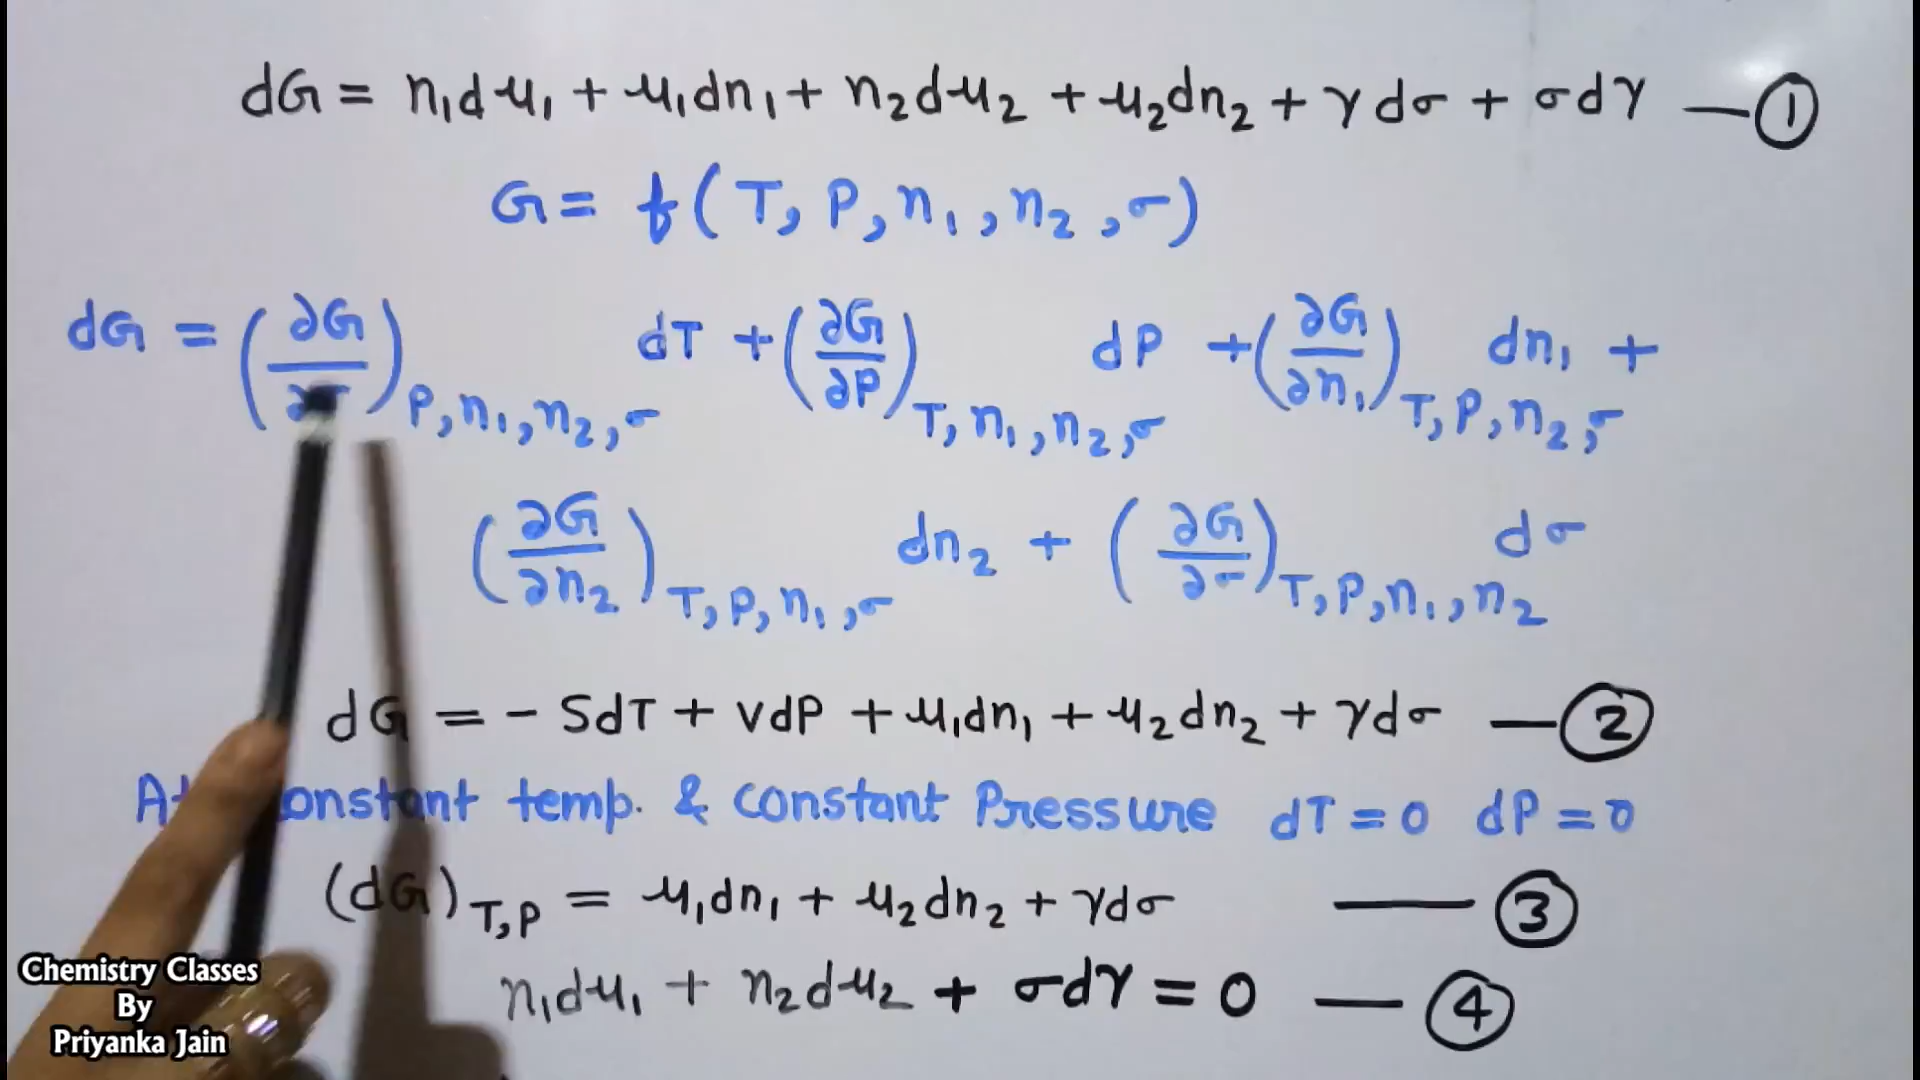 dG = n₁dμ₁ + μ₁dn₁ + n₂dμ₂ + μ₂dn₂ + γdσ + σdγ — ①
G = f(T, P, n₁, n₂, σ)
dG = (∂G/∂T)P, n₁, n₂, σ dT + (∂G/∂P)T, n₁, n₂, σ dP + (∂G/∂n₁)T, P, n₂, σ dn₁ +
(∂G/∂n₂)T, P, n₁, σ dn₂ + (∂G/∂σ)T, P, n₁, n₂ dσ
dG = - SdT + VdP + μ₁dn₁ + μ₂dn₂ + γdσ — ②
At constant temp. & constant Pressure dT = 0 dP = 0
(dG)T,P = μ₁dn₁ + μ₂dn₂ + γdσ — ③
n₁dμ₁ + n₂dμ₂ + σdγ = 0 — ④
Chemistry Classes
By
Priyanka Jain